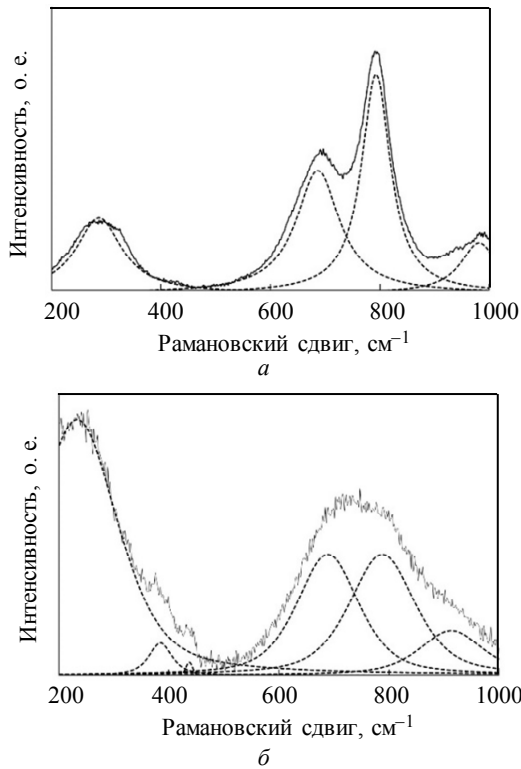 Интенсивность, о. е.
200 400 600 800 1000
Рамановский сдвиг, см⁻¹
а
Интенсивность, о. е.
200 400 600 800 1000
Рамановский сдвиг, см⁻¹
б